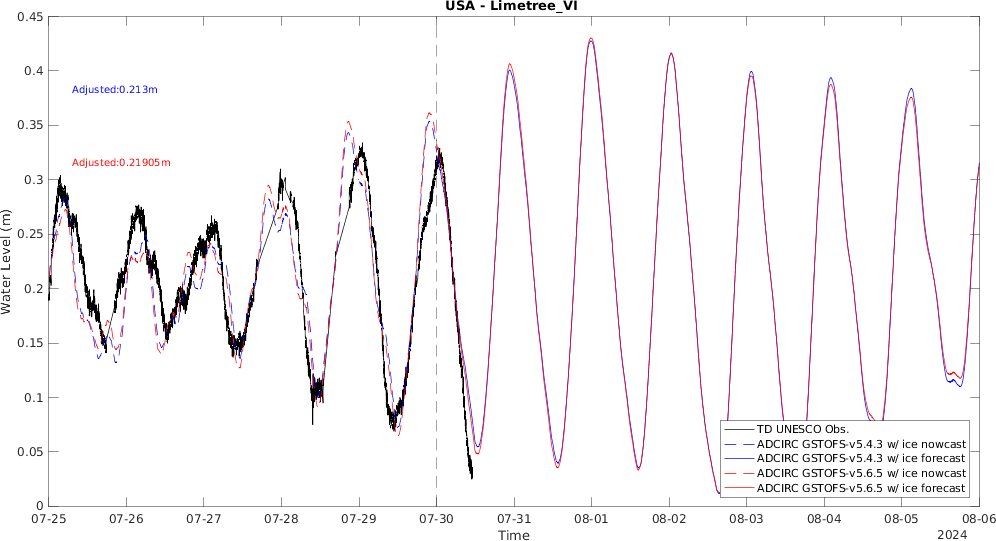 USA - Limetree_VI
0.45
0.4
0.35
0.3
0.25
0.2
0.15
0.1
0.05
0
Water Level (m)
Adjusted:0.213m
Adjusted:0.21905m
TD UNESCO Obs.
ADCIRC GSTOFS-v5.4.3 w/ ice nowcast
ADCIRC GSTOFS-v5.4.3 w/ ice forecast
ADCIRC GSTOFS-v5.6.5 w/ ice nowcast
ADCIRC GSTOFS-v5.6.5 w/ ice forecast
07-25 07-26 07-27 07-28 07-29 07-30 07-31 08-01 08-02 08-03 08-04 08-05 08-06
Time
2024